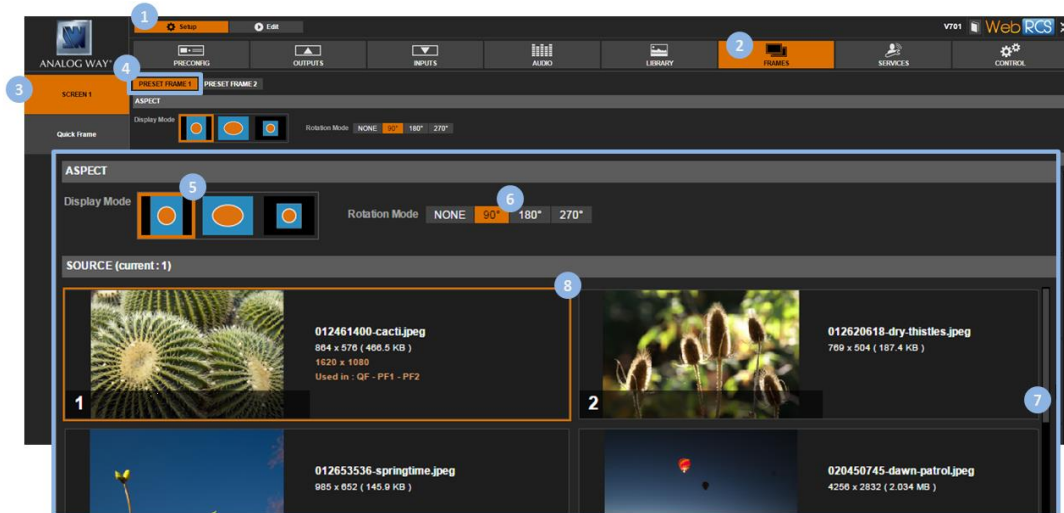 1
Setup
Edit
V701
WebRCS
ANALOG WAY
PRECONFIG
OUTPUTS
INPUTS
AUDIO
LIBRARY
2
FRAMES
SERVICES
CONTROL
4
3
SCREEN 1
PRESET FRAME 1
PRESET FRAME 2
ASPECT
Quick Frame
Display Mode
Rotation Mode NONE 90° 180° 270°
ASPECT
5
Display Mode
6
Rotation Mode NONE 90° 180° 270°
SOURCE (current : 1)
8
012461400-cacti.jpeg
864 x 576 ( 466.5 KB )
1620 x 1080
Used in : QF - PF1 - PF2
1
012620618-dry-thistles.jpeg
769 x 504 ( 187.4 KB )
2
7
012653536-springtime.jpeg
985 x 652 ( 145.9 KB )
020450745-dawn-patrol.jpeg
4256 x 2832 ( 2.034 MB )